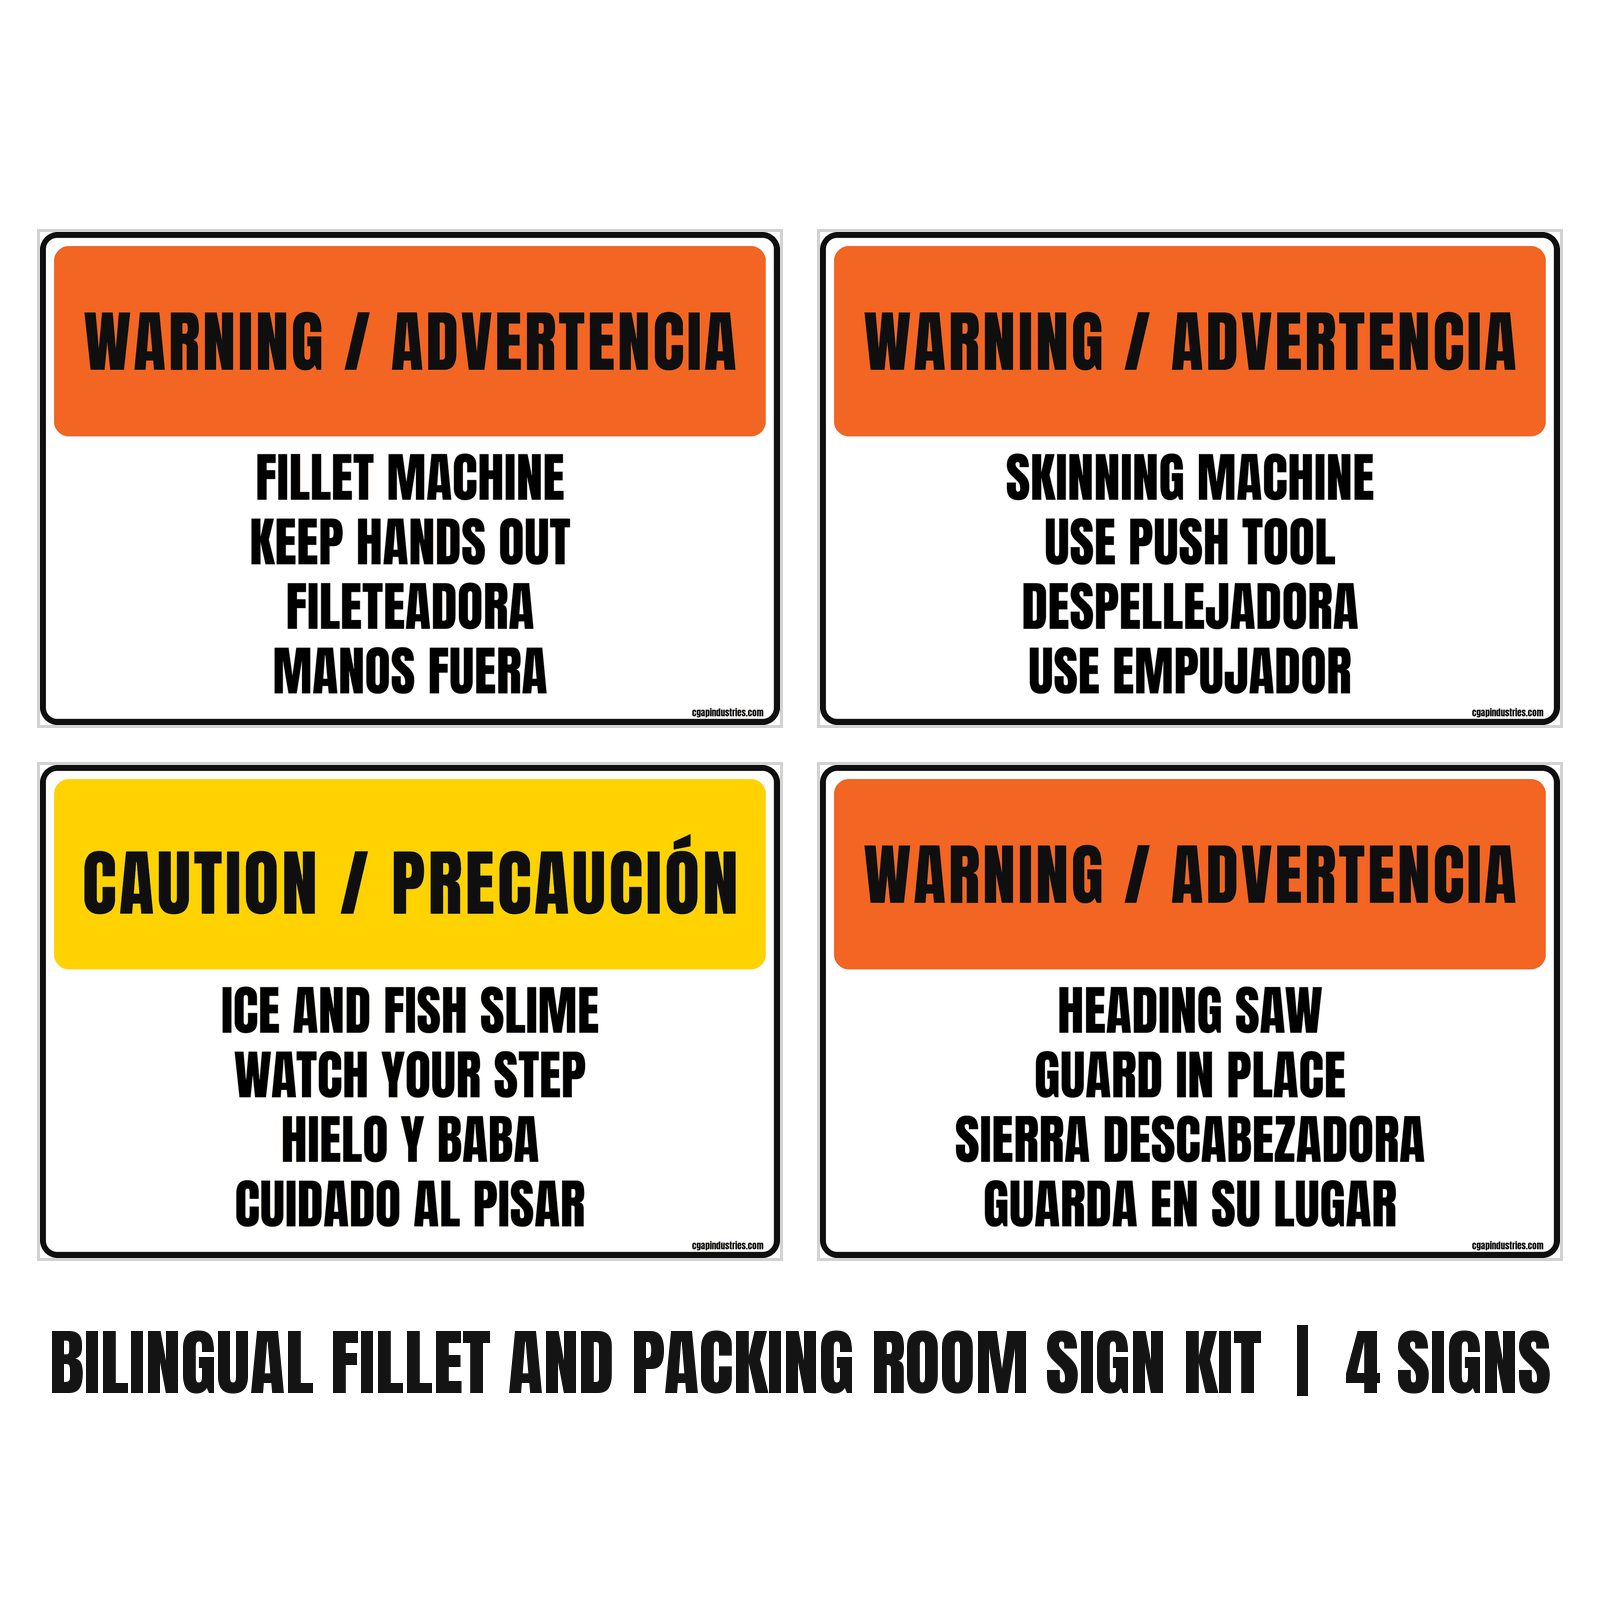 WARNING / ADVERTENCIA
FILLET MACHINE
KEEP HANDS OUT
FILETEADORA
MANOS FUERA
cgapindustries.com
WARNING / ADVERTENCIA
SKINNING MACHINE
USE PUSH TOOL
DESPELLEJADORA
USE EMPUJADOR
cgapindustries.com
CAUTION / PRECAUCIÓN
ICE AND FISH SLIME
WATCH YOUR STEP
HIELO Y BABA
CUIDADO AL PISAR
cgapindustries.com
WARNING / ADVERTENCIA
HEADING SAW
GUARD IN PLACE
SIERRA DESCABEZADORA
GUARDA EN SU LUGAR
cgapindustries.com
BILINGUAL FILLET AND PACKING ROOM SIGN KIT | 4 SIGNS